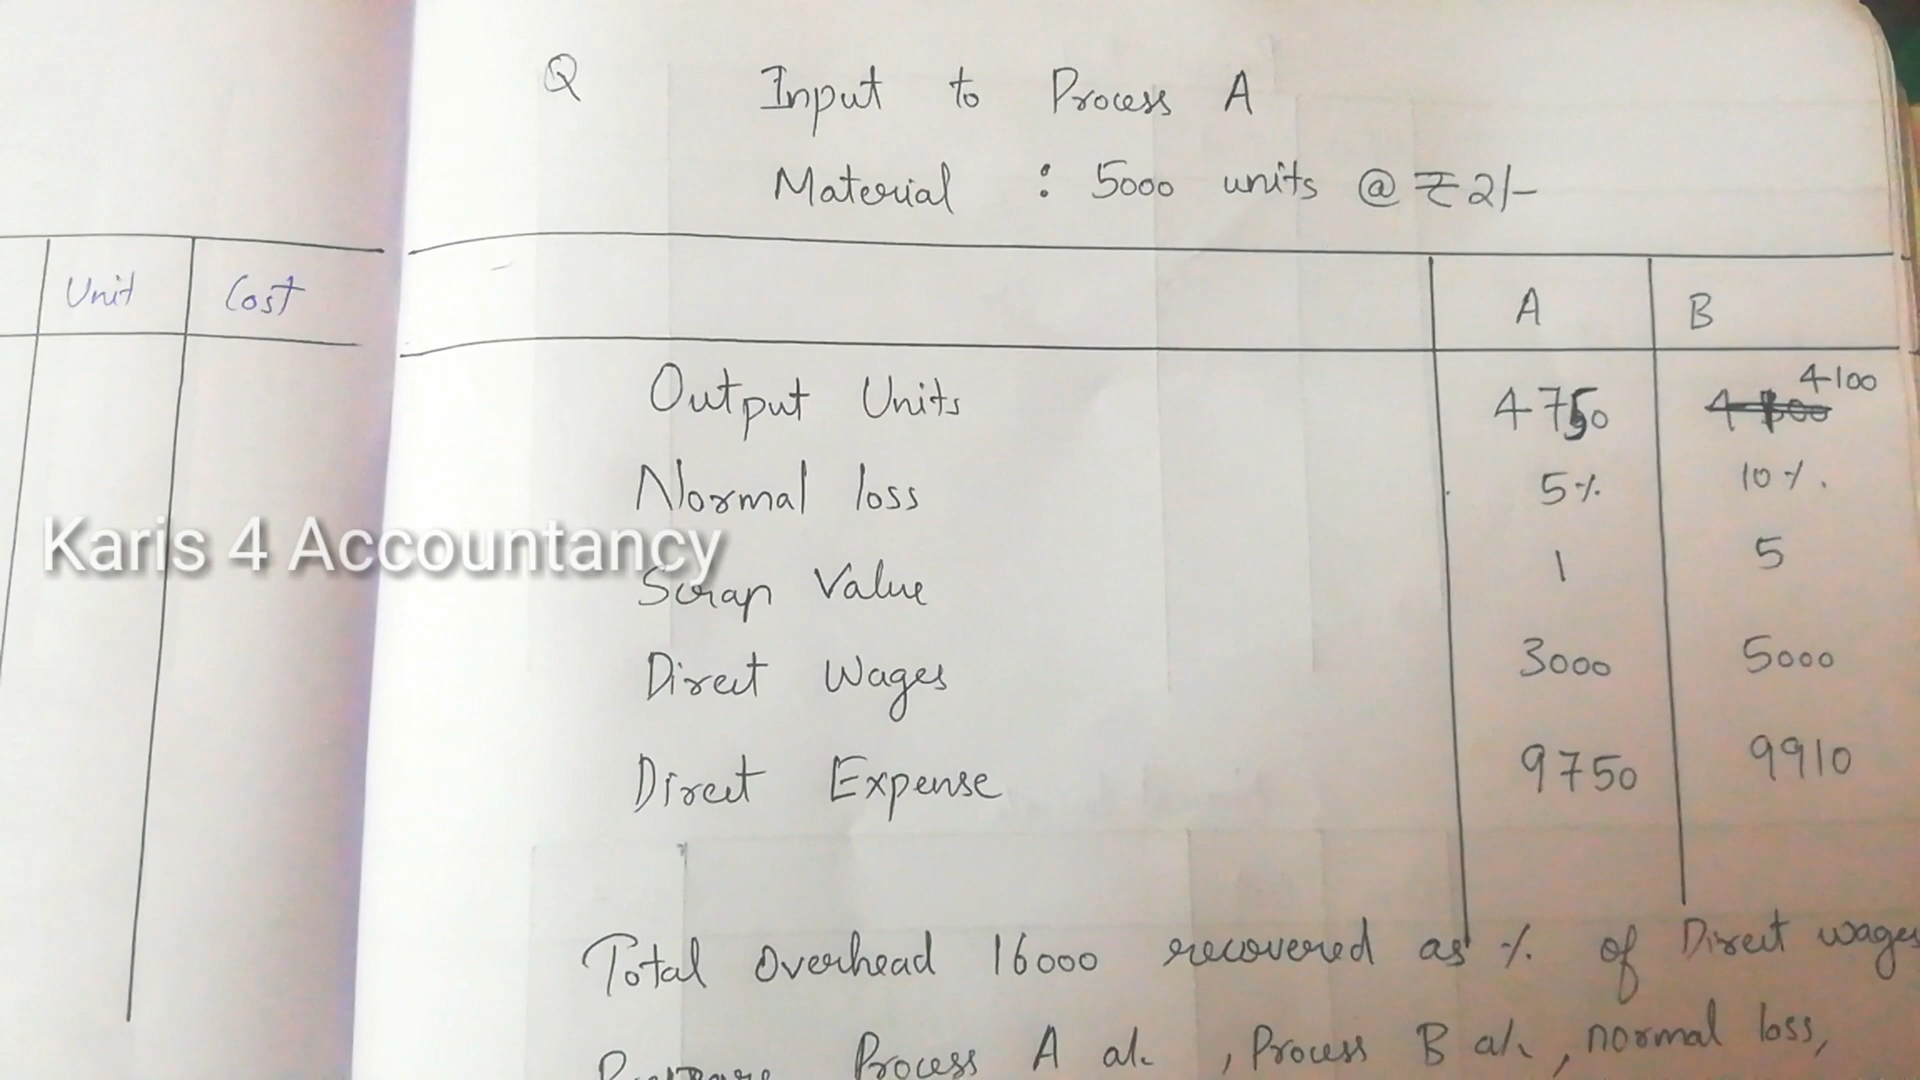 Q Input to Process A
Material : 5000 units @ ₹2/-
Unit Cost
A B
Output Units 4750 4100
Normal loss 5% 10%.
Karis 4 Accountancy
Scrap Value 1 5
Direct Wages 3000 5000
Direct Expense 9750 9910
Total Overhead 16000 recovered as % of Direct wages
Prepare Process A a/c, Process B a/c, normal loss,